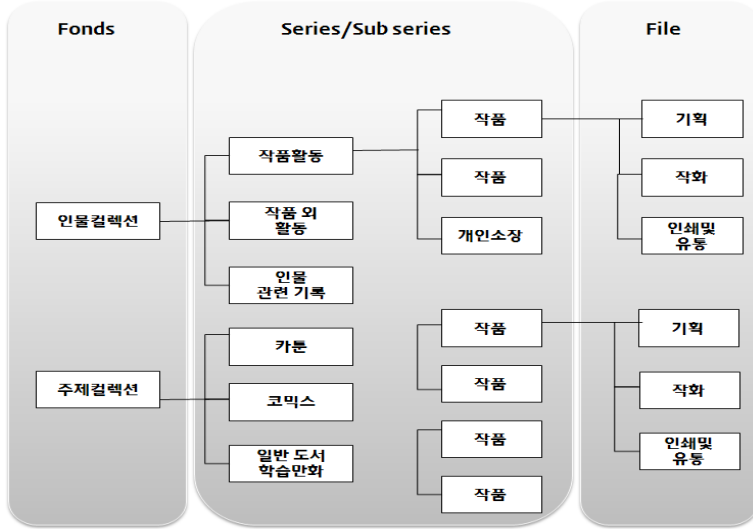 Fonds
Series/Sub series
File
인물컬렉션
주제컬렉션
작품활동
작품 외
활동
인물
관련 기록
카툰
코믹스
일반 도서
학습만화
작품
작품
개인소장
작품
작품
작품
작품
기획
작화
인쇄및
유통
기획
작화
인쇄및
유통